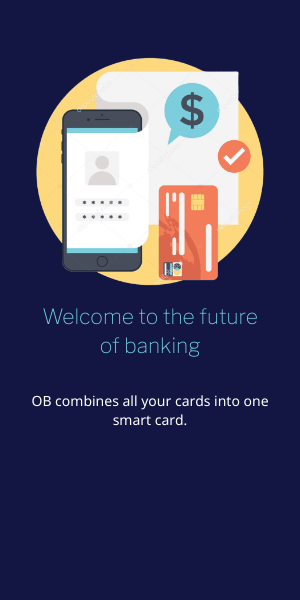 $
Welcome to the future
of banking
OB combines all your cards into one
smart card.